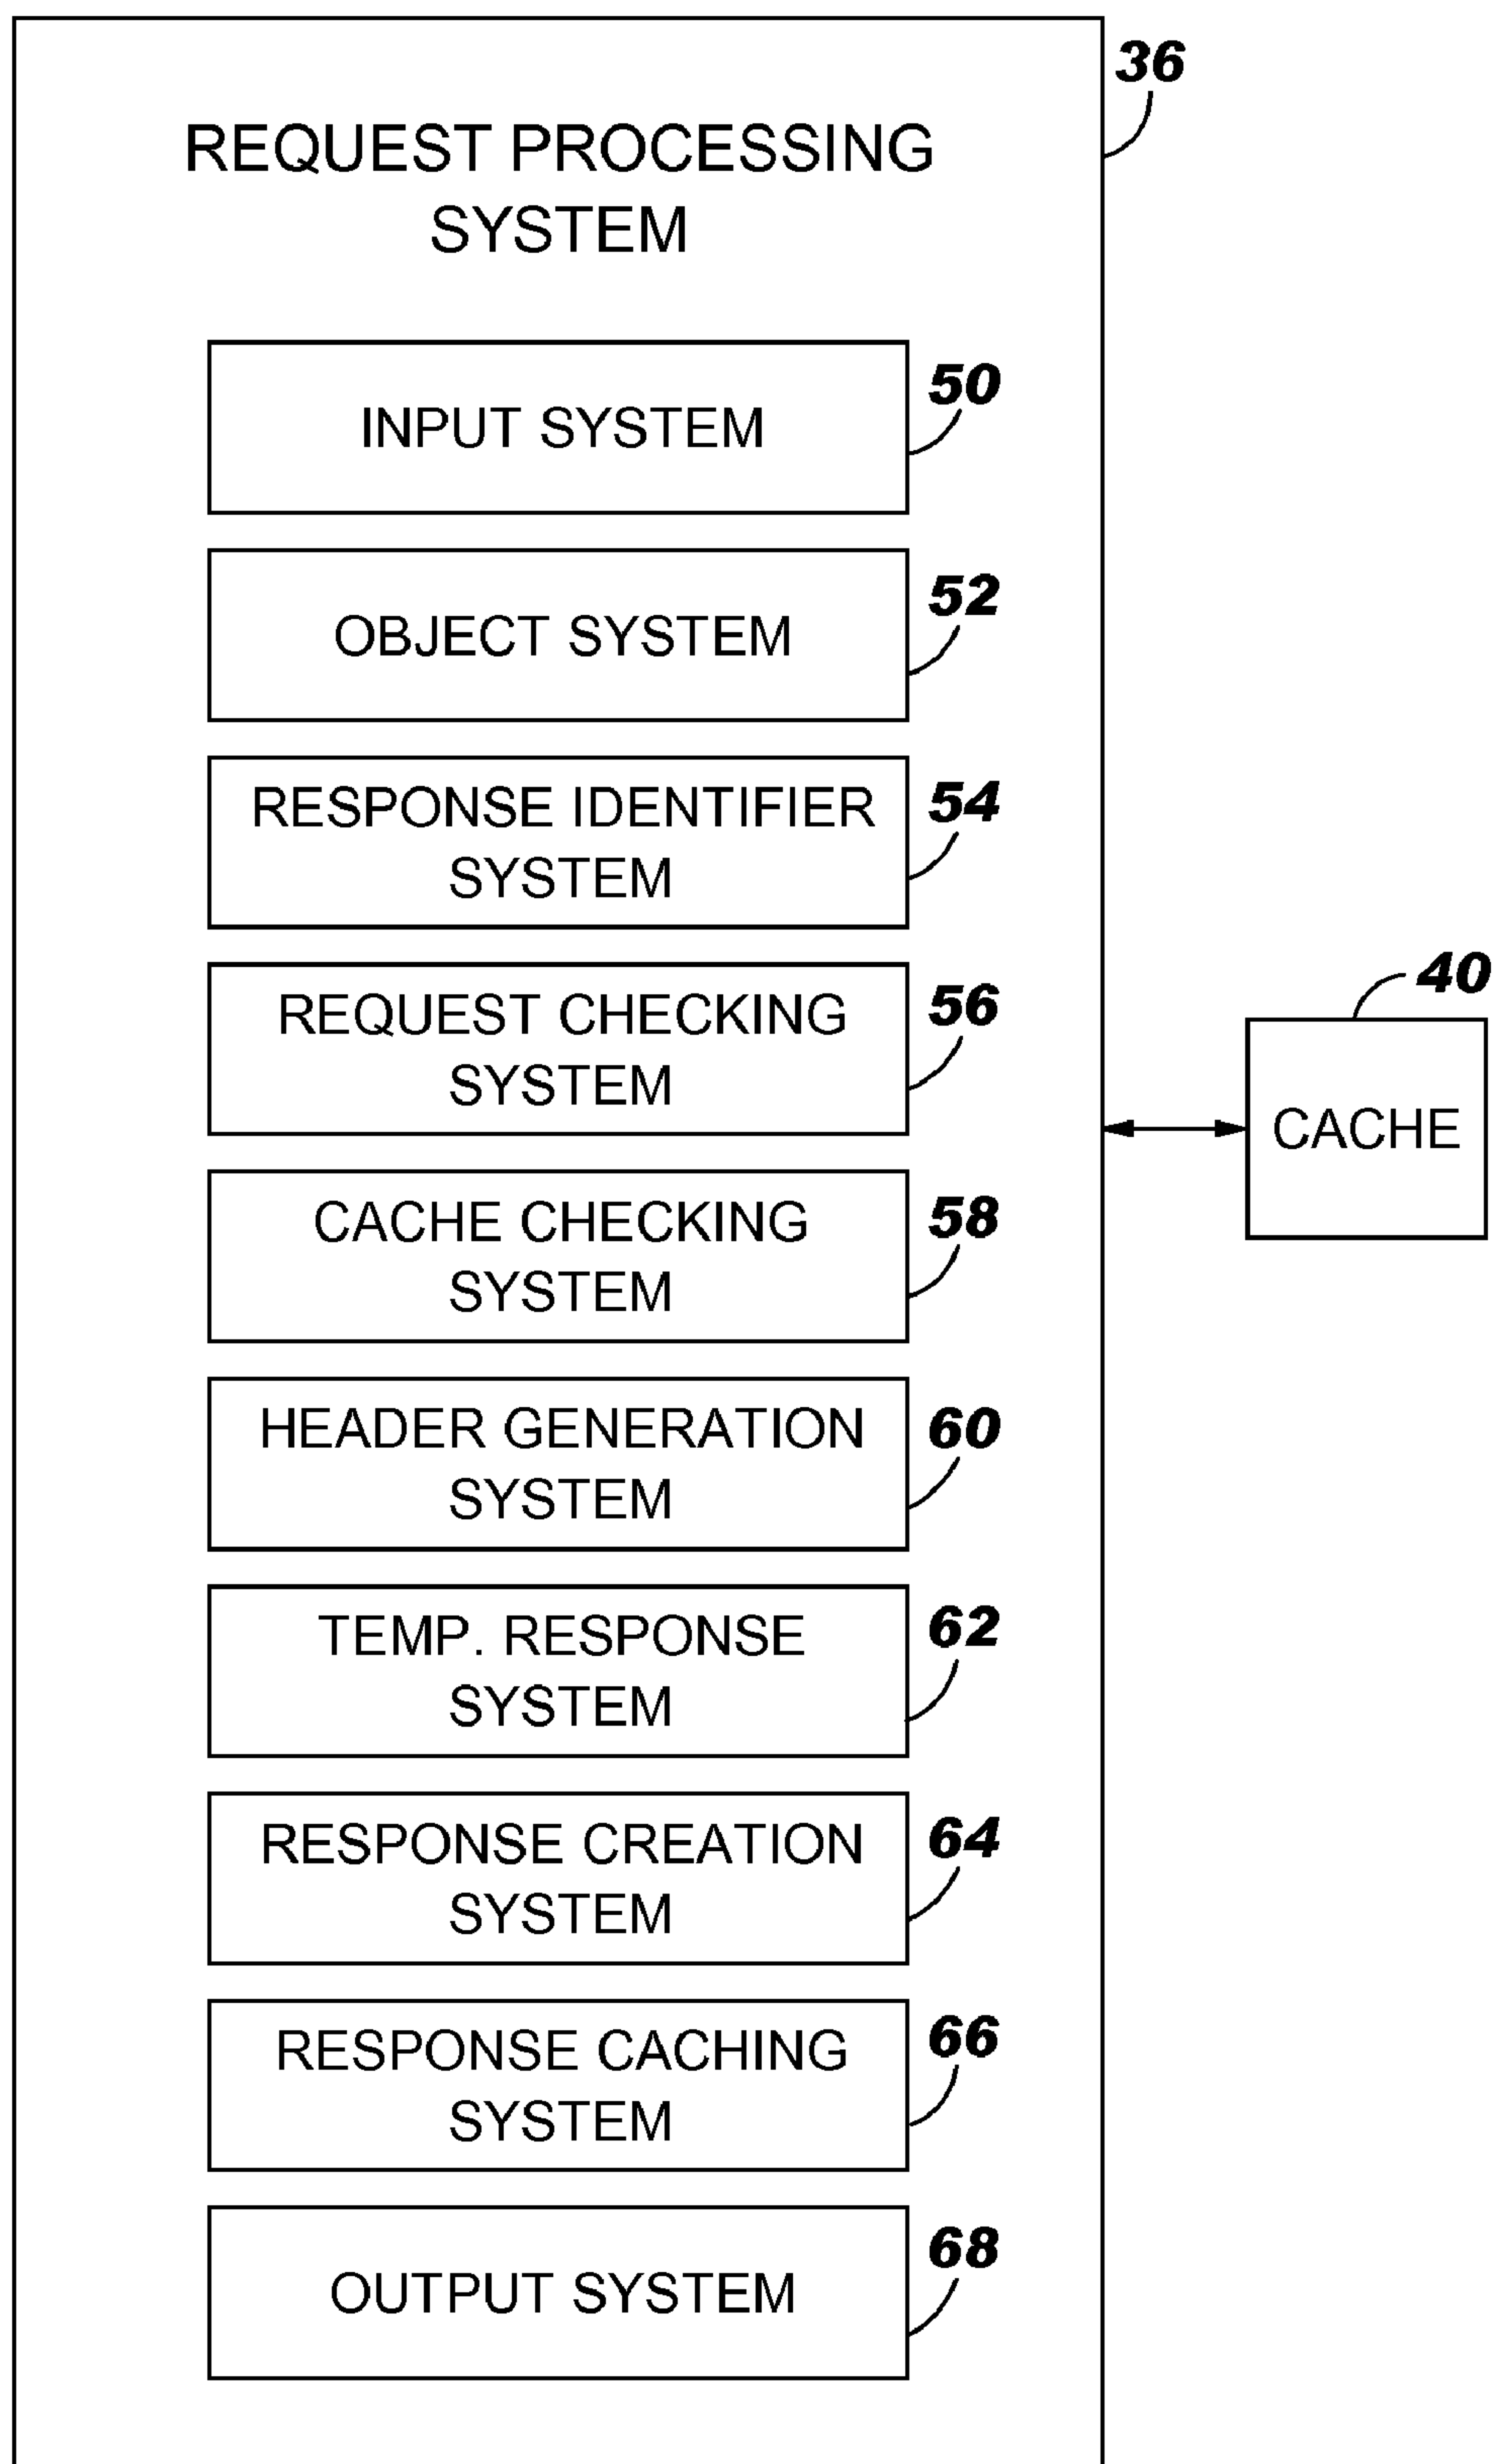 36
REQUEST PROCESSING
SYSTEM
INPUT SYSTEM
50
OBJECT SYSTEM
52
RESPONSE IDENTIFIER
SYSTEM
54
REQUEST CHECKING
SYSTEM
56
40
CACHE
CACHE CHECKING
SYSTEM
58
HEADER GENERATION
SYSTEM
60
TEMP. RESPONSE
SYSTEM
62
RESPONSE CREATION
SYSTEM
64
RESPONSE CACHING
SYSTEM
66
OUTPUT SYSTEM
68